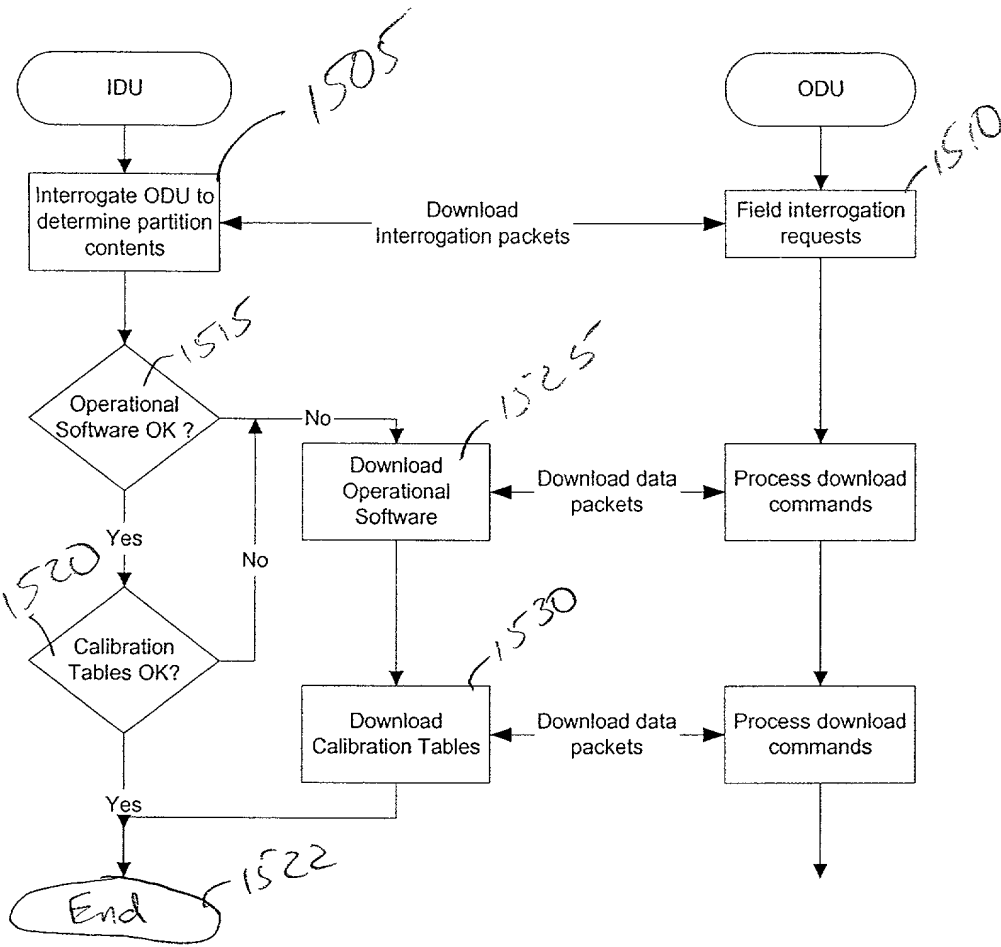 IDU
1505
ODU
1510
Interrogate ODU to
determine partition
contents
Download
Interrogation packets
Field interrogation
requests
1515
Operational
Software OK ?
No
1525
Download
Operational
Software
Download data
packets
Process download
commands
Yes
No
1520
Calibration
Tables OK?
1530
Download
Calibration Tables
Download data
packets
Process download
commands
Yes
1522
End